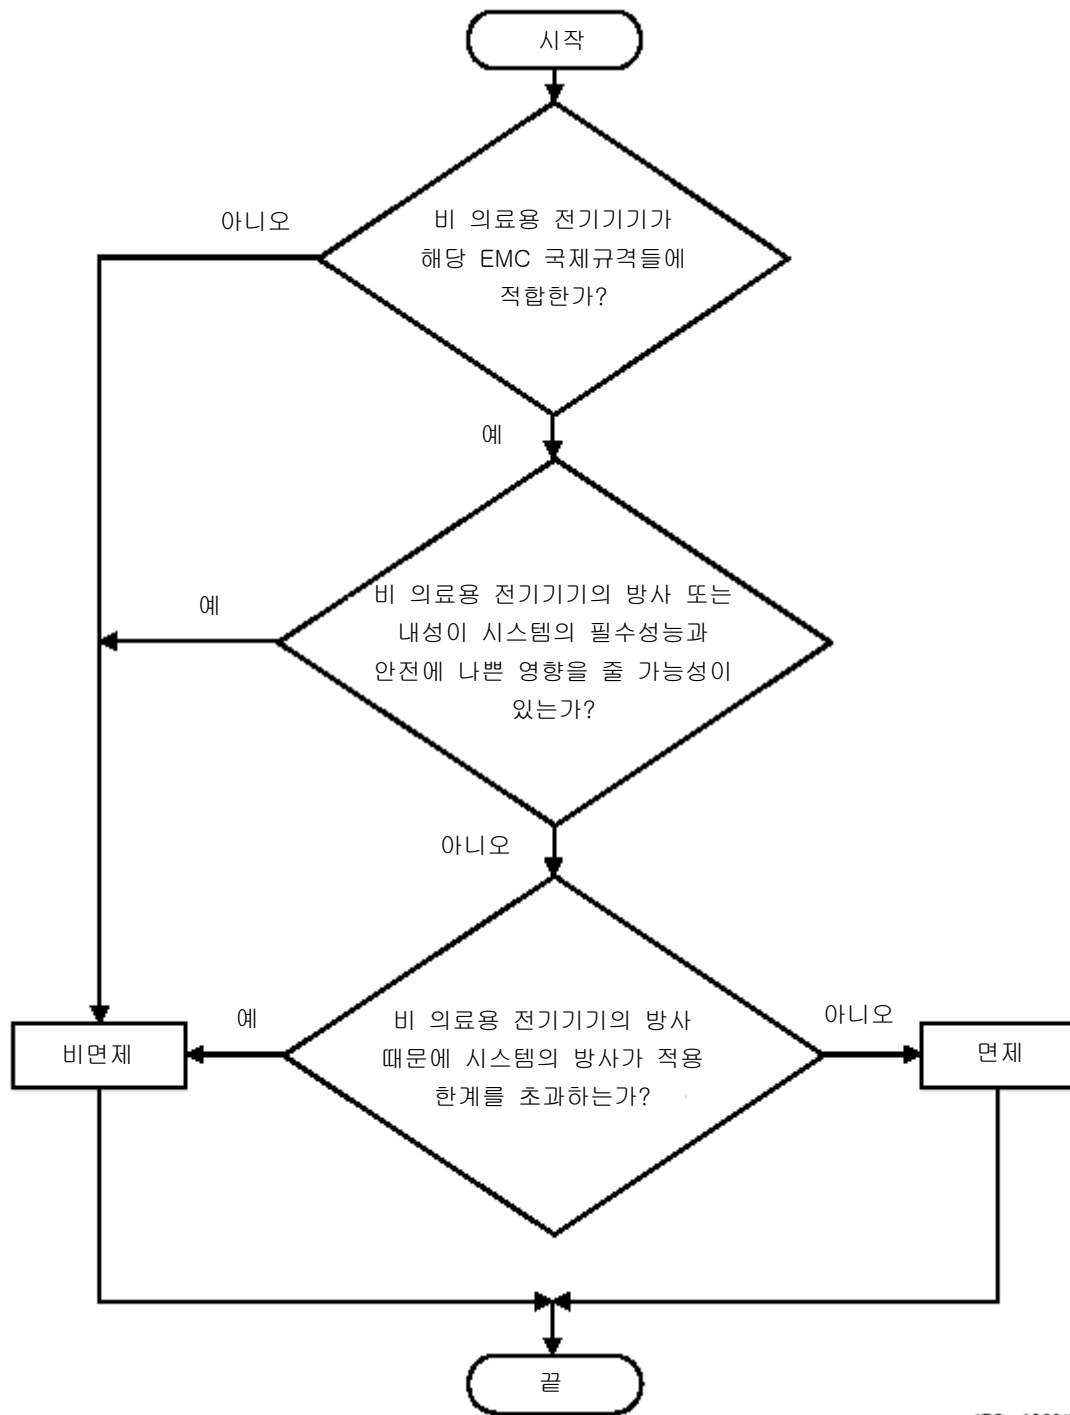 시작
아니오
비 의료용 전기기기가
해당 EMC 국제규격들에
적합한가?
예
예
비 의료용 전기기기의 방사 또는
내성이 시스템의 필수성능과
안전에 나쁜 영향을 줄 가능성이
있는가?
아니오
비면제
예
비 의료용 전기기기의 방사
때문에 시스템의 방사가 적용
한계를 초과하는가?
아니오
면제
끝